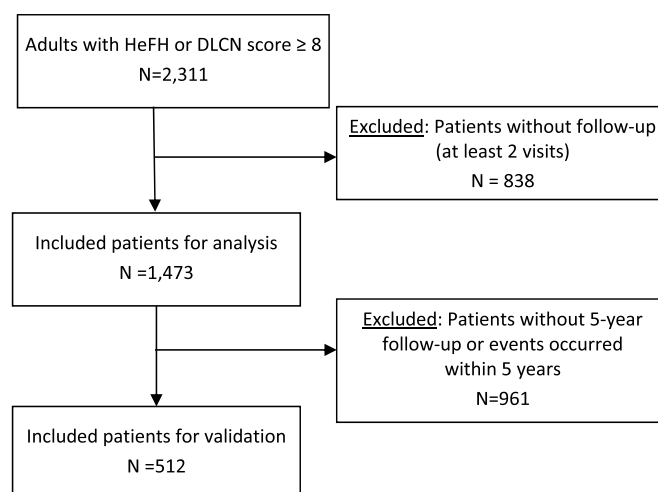 Adults with HeFH or DLCN score ≥ 8
N=2,311
Excluded: Patients without follow-up
(at least 2 visits)
N = 838
Included patients for analysis
N =1,473
Excluded: Patients without 5-year
follow-up or events occurred
within 5 years
N=961
Included patients for validation
N =512